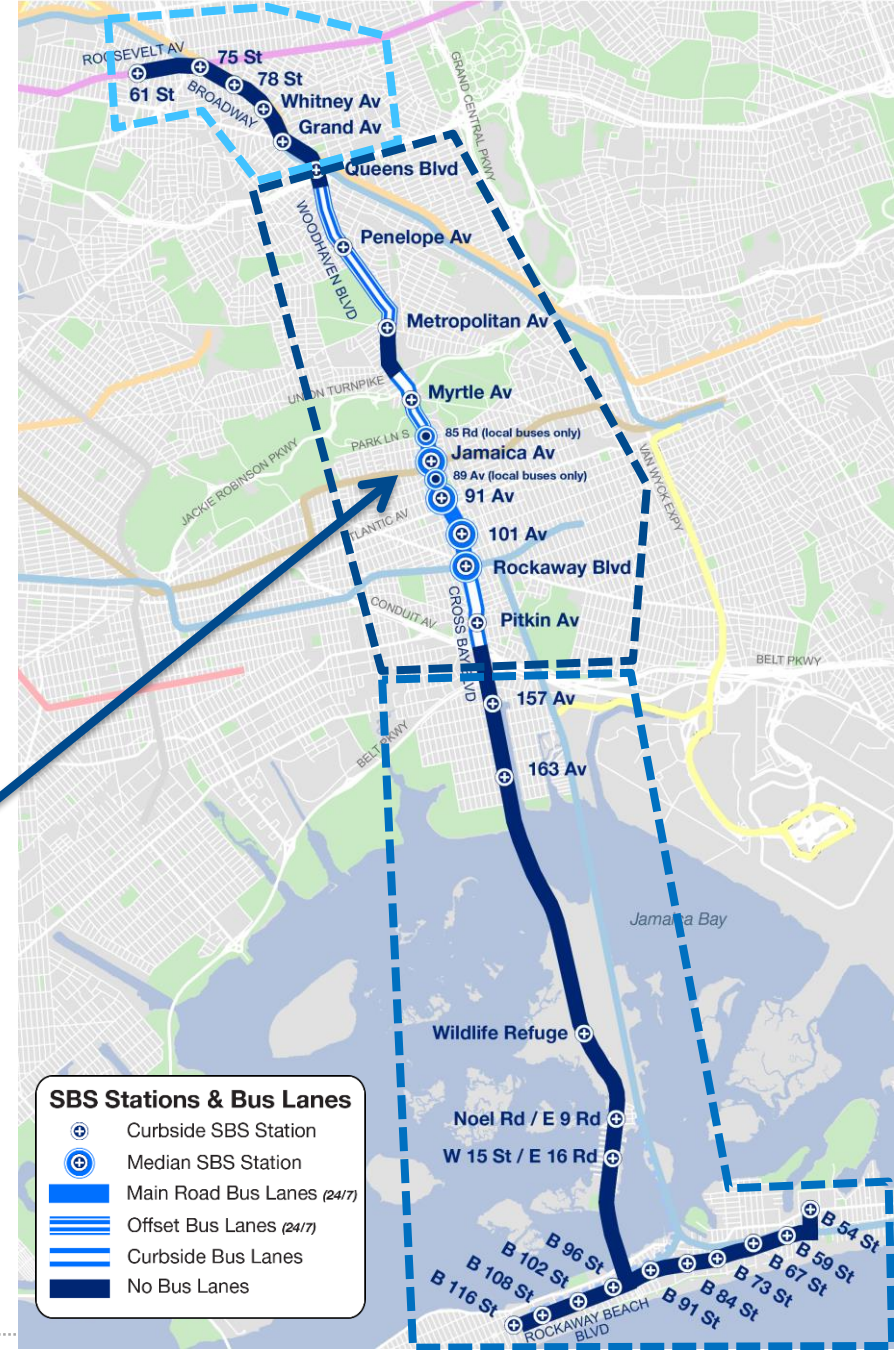 ROOSEVELT AV
75 St
61 St
78 St
BROADWAY
Whitney Av
Grand Av
GRAND CENTRAL PKWY
Queens Blvd
WOODHAVEN BLVD
Penelope Av
Metropolitan Av
UNION TURNPIKE
Myrtle Av
PARK LN S
85 Rd (local buses only)
Jamaica Av
JACKIE ROBINSON PKWY
89 Av (local buses only)
VAN WYCK EXPY
91 Av
TLANTIC AV
101 Av
Rockaway Blvd
CONDUIT AV
CROSS BAY BLVD
Pitkin Av
BELT PKWY
157 Av
BELT PKWY
163 Av
Jamaica Bay
Wildlife Refuge
Noel Rd / E 9 Rd
W 15 St / E 16 Rd
SBS Stations & Bus Lanes
Curbside SBS Station
Median SBS Station
Main Road Bus Lanes (24/7)
Offset Bus Lanes (24/7)
Curbside Bus Lanes
No Bus Lanes
B 116 St
B 108 St
B 102 St
B 96 St
B 91 St
B 84 St
B 73 St
B 67 St
B 59 St
B 54 St
ROCKAWAY BEACH
BLVD